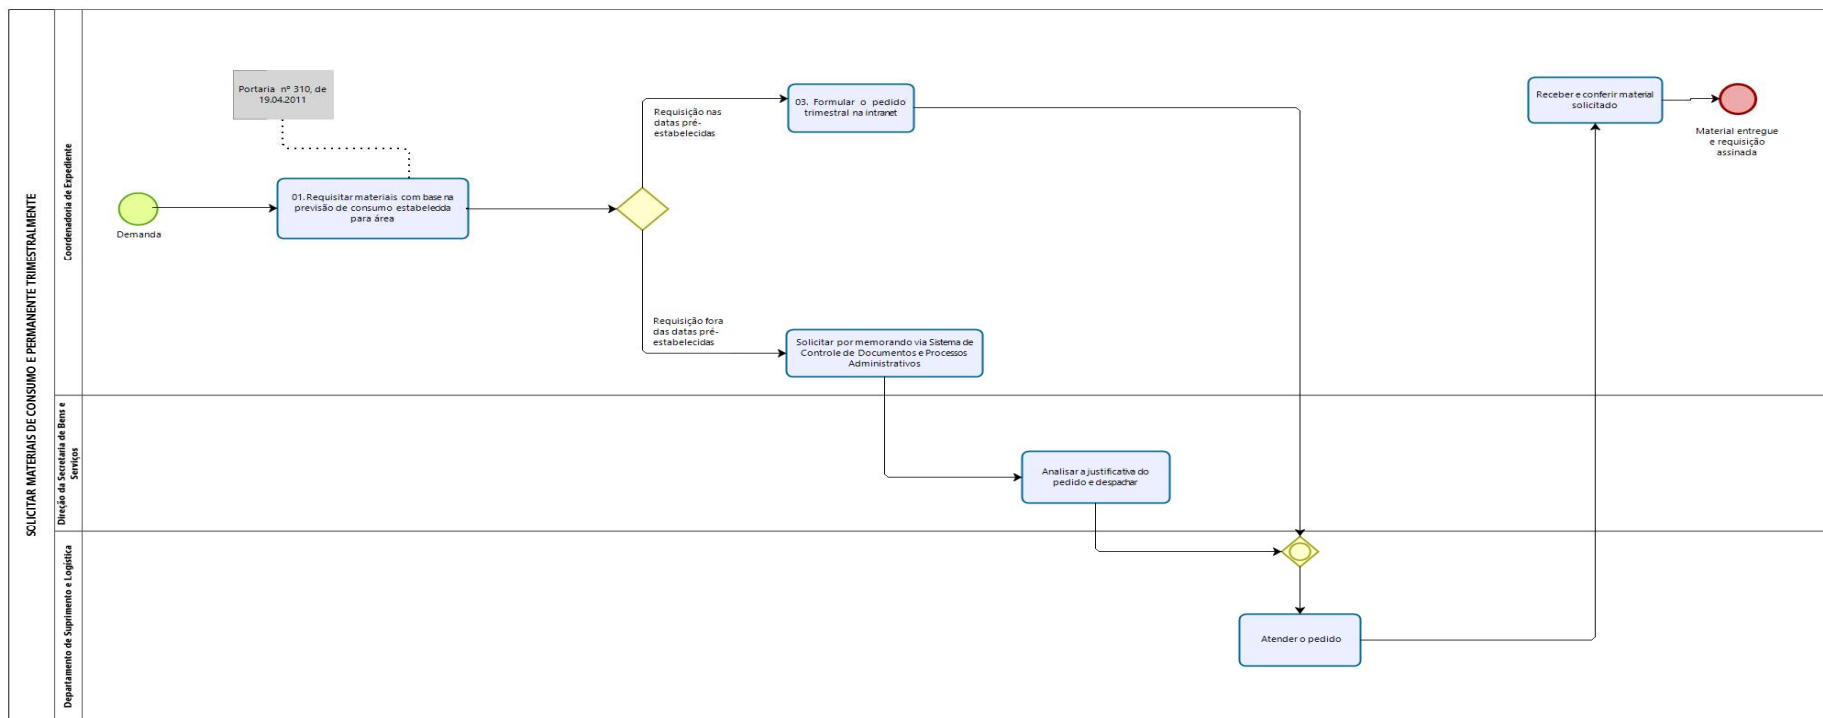 SOLICITAR MATERIAIS DE CONSUMO E PERMANENTE TRIMESTRALMENTE
Coordenadoria de Expediente
Portaria nº 310, de
19.04.2011
Demanda
01.Requisitar materiais com base na
previsão de consumo estabelecida
para área
Requisição nas
datas pré-
estabelecidas
03. Formular o pedido
trimestral na intranet
Requisição fora
das datas pré-
estabelecidas
Solicitar por memorando via Sistema de
Controle de Documentos e Processos
Administrativos
Receber e conferir material
solicitado
Material entregue
e requisição
assinada
Direção da Secretaria de Bens e
Serviços
Analisar a justificativa do
pedido e despachar
Departamento de Suprimento e Logística
Atender o pedido